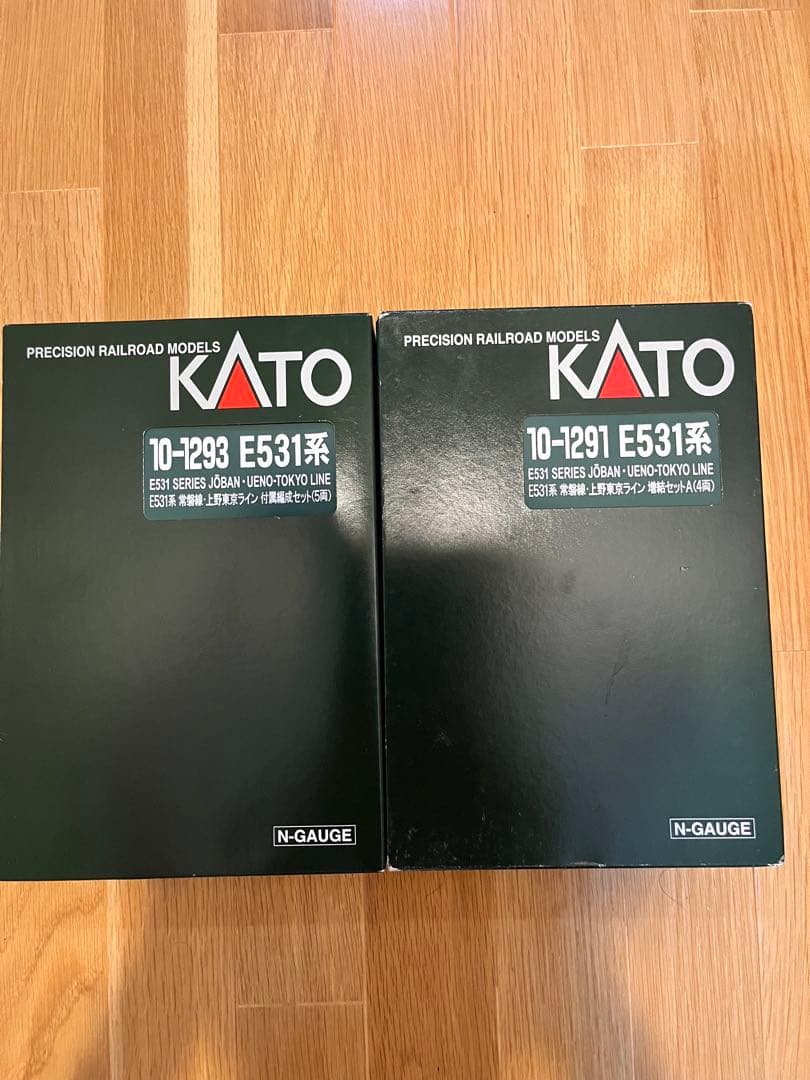 PRECISION RAILROAD MODELS
KATO
10-1293 E531系
E531 SERIES JŌBAN・UENO-TOKYO LINE
E531系 常磐線・上野東京ライン 付属編成セット(5両)
N-GAUGE
PRECISION RAILROAD MODELS
KATO
10-1291 E531系
E531 SERIES JŌBAN・UENO-TOKYO LINE
E531系 常磐線・上野東京ライン 増結セットA(4両)
N-GAUGE